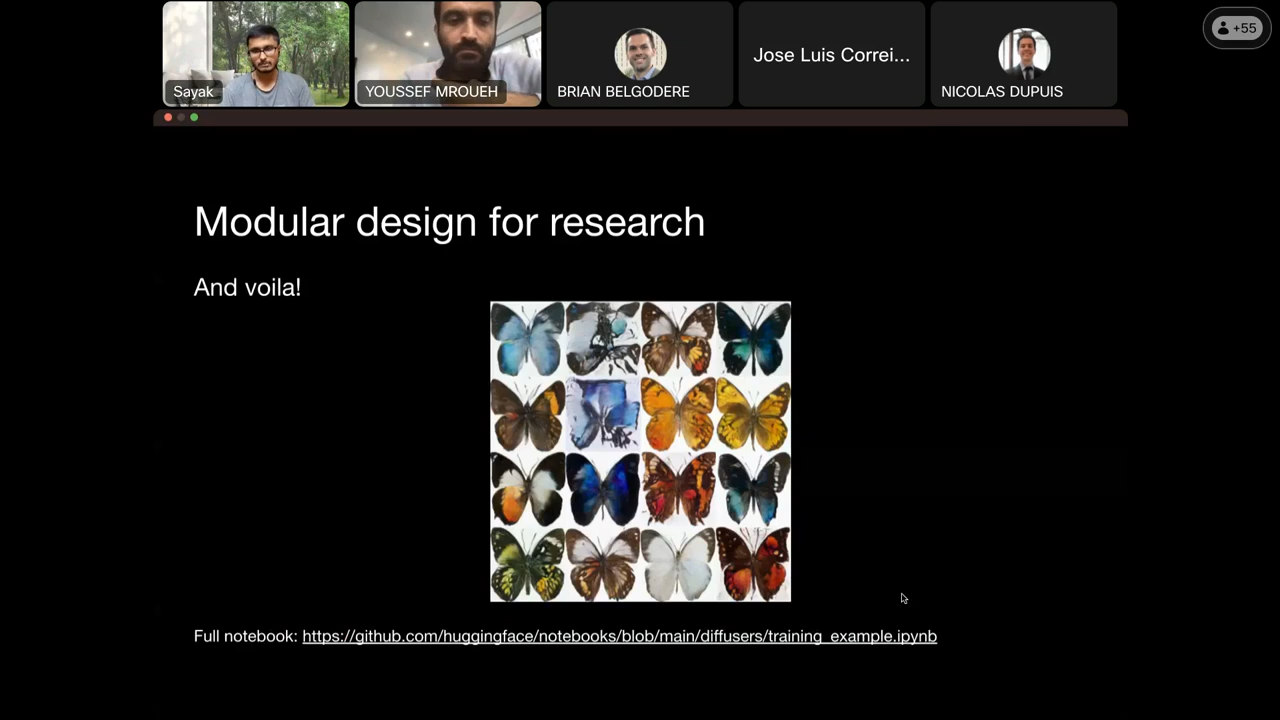 Sayak
YOUSSEF MROUEH
BRIAN BELGODERE
Jose Luis Correi...
NICOLAS DUPUIS
+55
Modular design for research
And voila!
Full notebook: https://github.com/huggingface/notebooks/blob/main/diffusers/training_example.ipynb